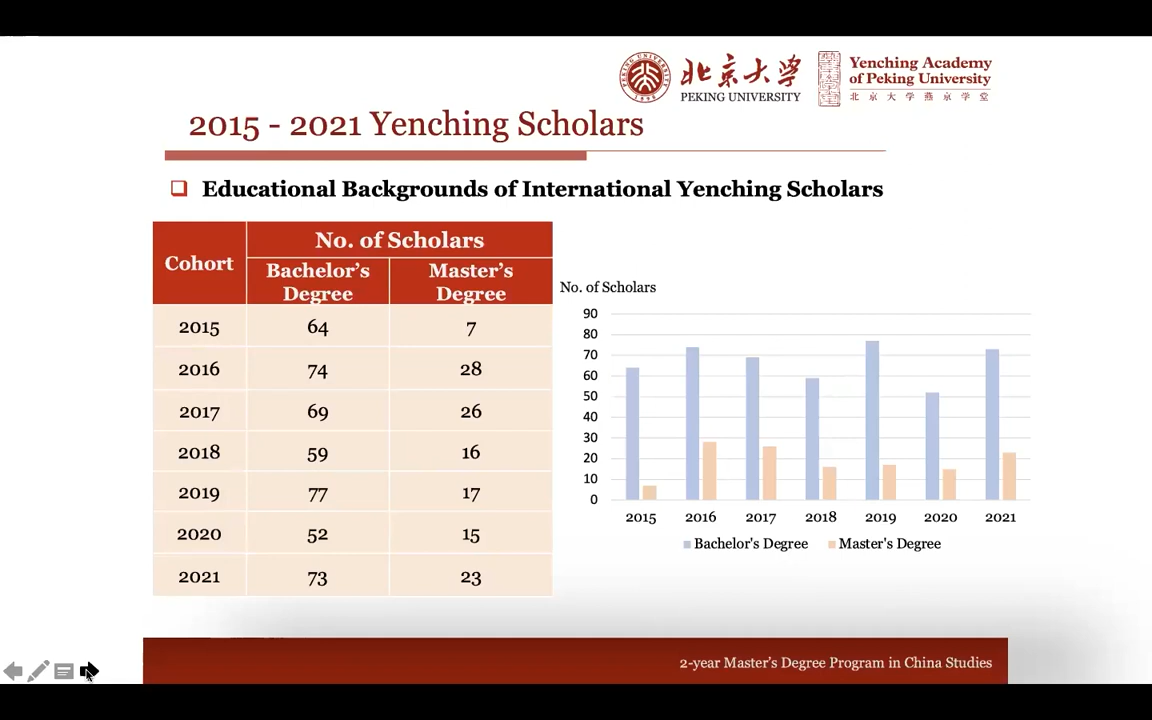 PEKING UNIVERSITY
1898
北京大学
PEKING UNIVERSITY
Yenching Academy
of Peking University
北京大学燕京学堂
2015 - 2021 Yenching Scholars
Educational Backgrounds of International Yenching Scholars
Cohort No. of Scholars
Bachelor's Degree Master's Degree
2015 64 7
2016 74 28
2017 69 26
2018 59 16
2019 77 17
2020 52 15
2021 73 23
No. of Scholars
90
80
70
60
50
40
30
20
10
0
2015 2016 2017 2018 2019 2020 2021
Bachelor's Degree Master's Degree
2-year Master's Degree Program in China Studies